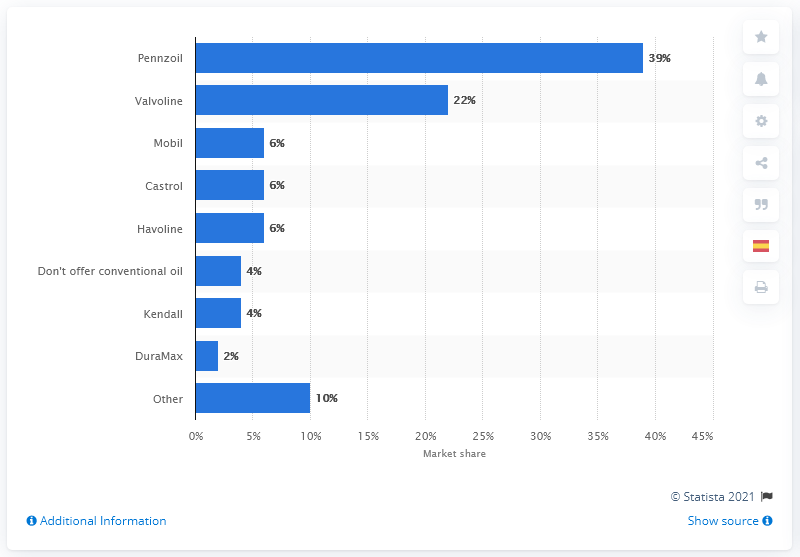 Pennzoil 39%
Valvoline 22%
Mobil 6%
Castrol 6%
Havoline 6%
Don't offer conventional oil 4%
Kendall 4%
DuraMax 2%
Other 10%
0% 5% 10% 15% 20% 25% 30% 35% 40% 45%
Market share
© Statista 2021
Additional Information
Show source